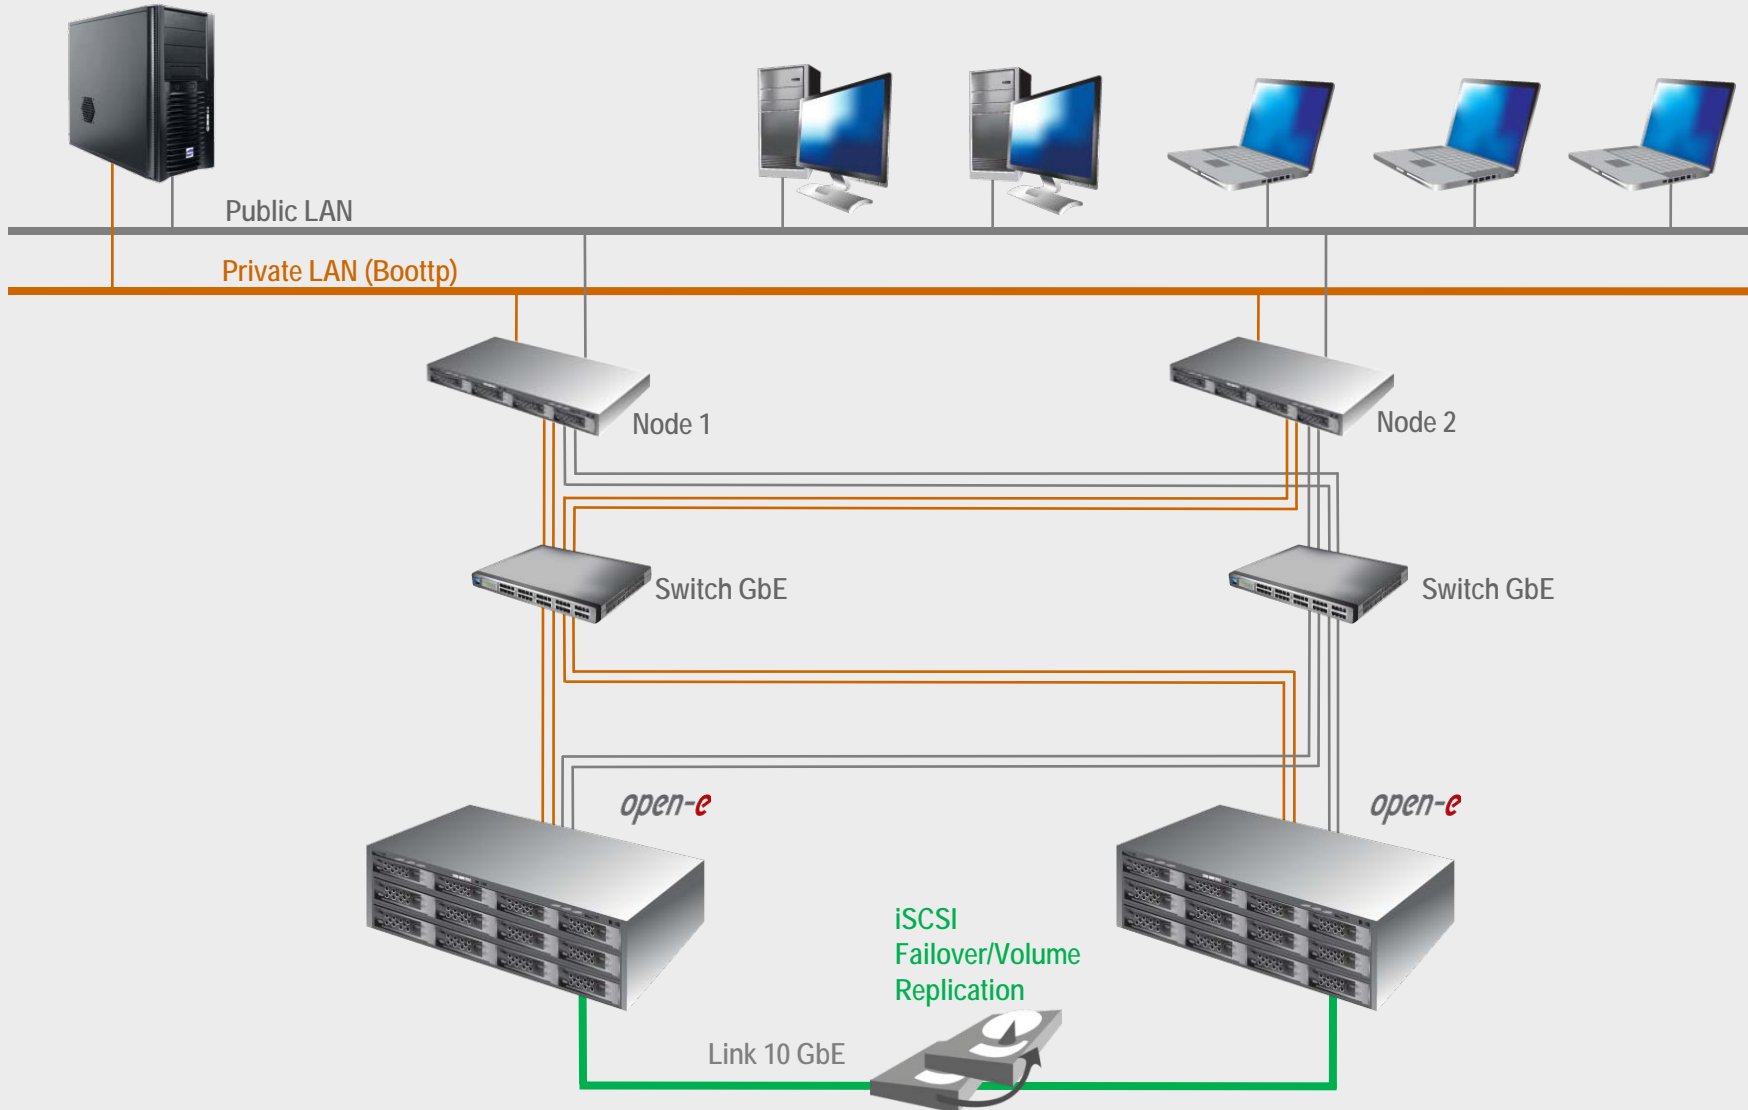 Public LAN
Private LAN (Boottp)
Node 1
Node 2
Switch GbE
Switch GbE
open-e
open-e
iSCSI
Failover/Volume
Replication
Link 10 GbE